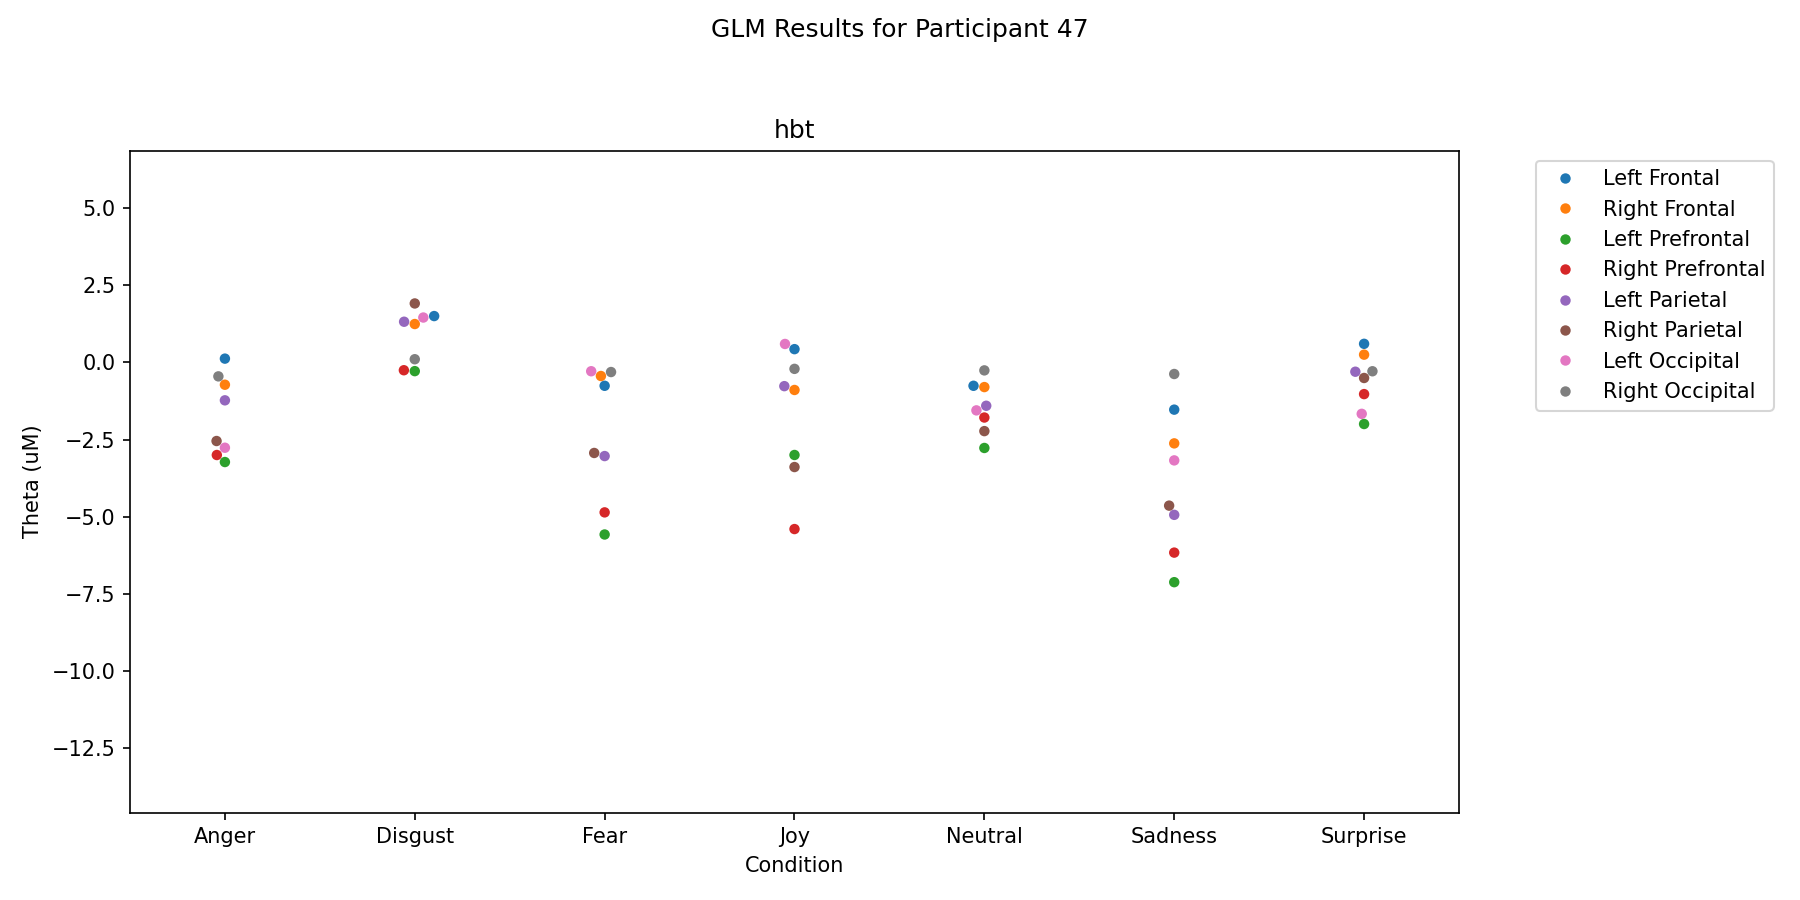 GLM Results for Participant 47
hbt
5.0
2.5
0.0
−2.5
−5.0
−7.5
−10.0
−12.5
Theta (uM)
Anger
Disgust
Fear
Joy
Neutral
Sadness
Surprise
Condition
Left Frontal
Right Frontal
Left Prefrontal
Right Prefrontal
Left Parietal
Right Parietal
Left Occipital
Right Occipital